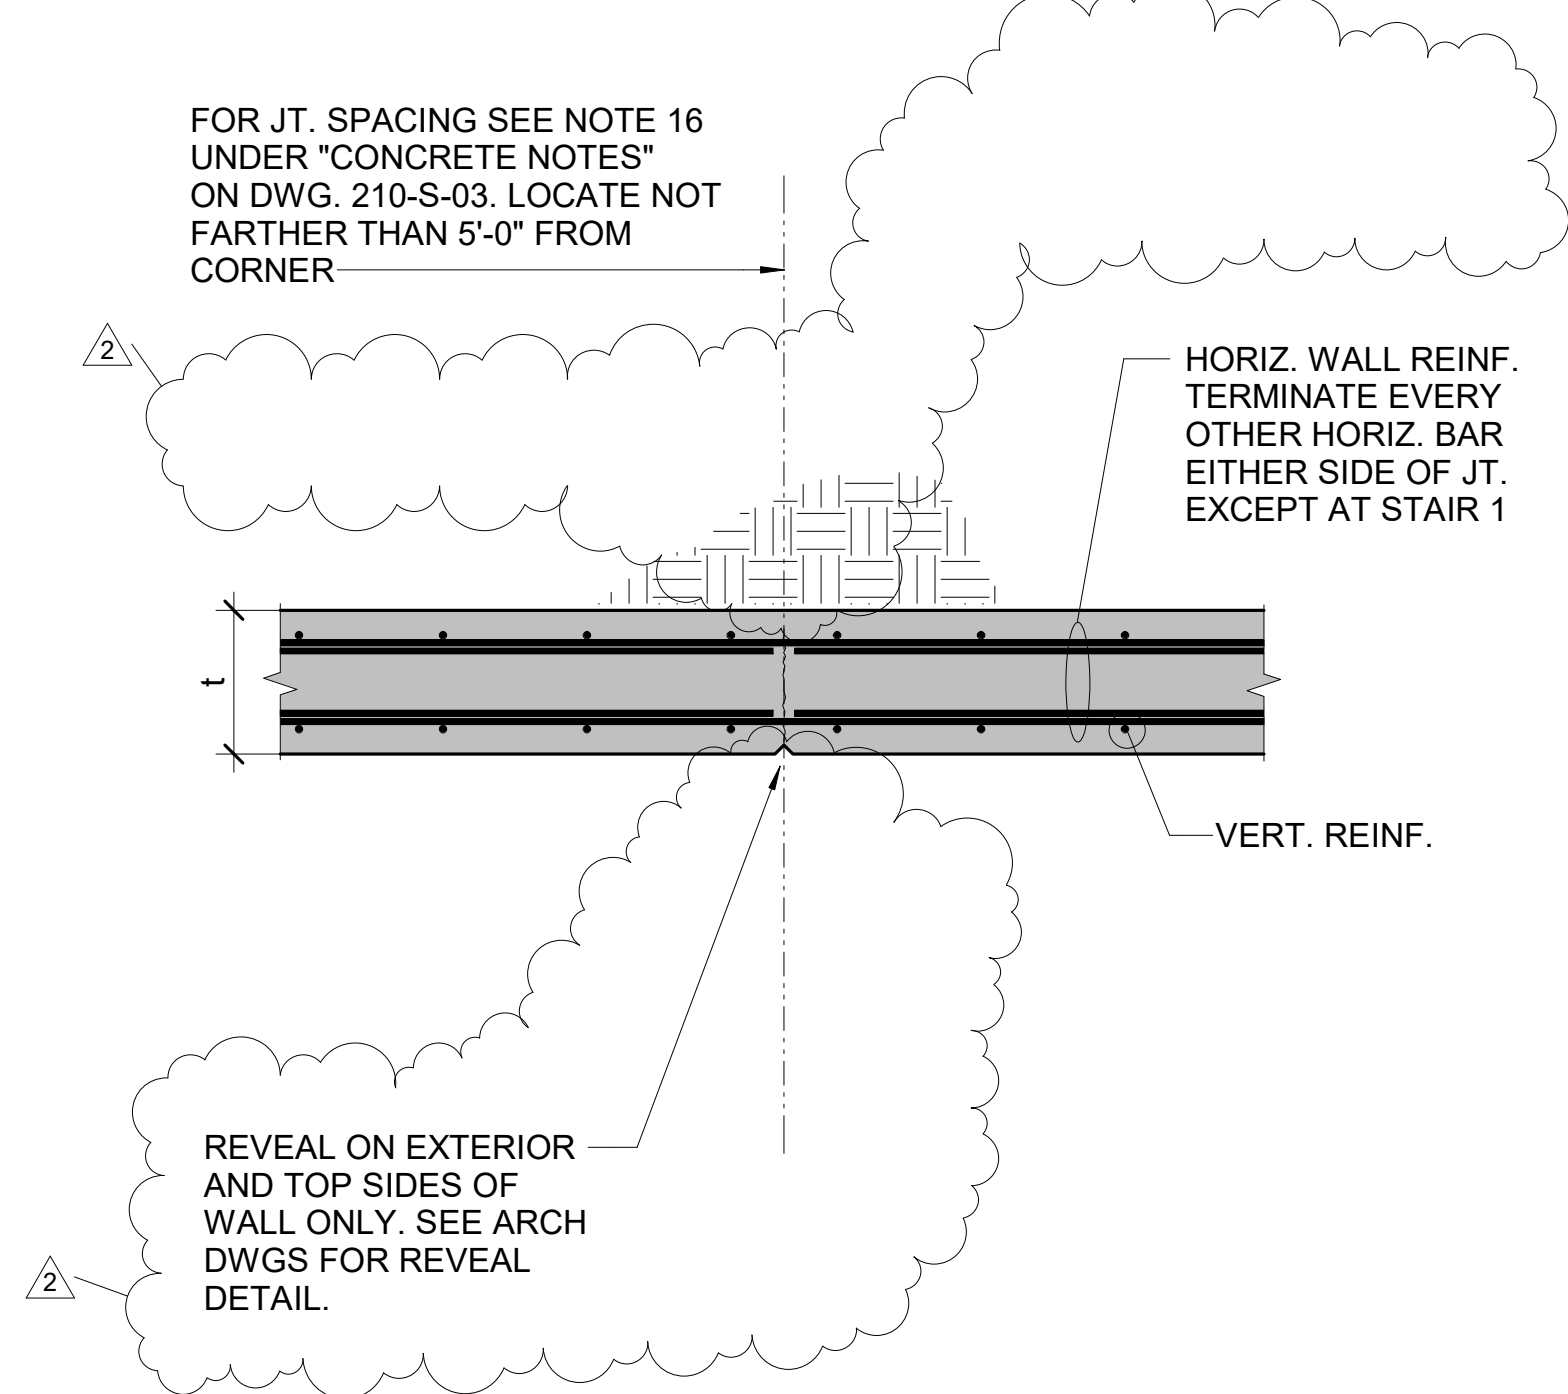 FOR JT. SPACING SEE NOTE 16
UNDER "CONCRETE NOTES"
ON DWG. 210-S-03. LOCATE NOT
FARTHER THAN 5'-0" FROM
CORNER
2
HORIZ. WALL REINF.
TERMINATE EVERY
OTHER HORIZ. BAR
EITHER SIDE OF JT.
EXCEPT AT STAIR 1
t
VERT. REINF.
REVEAL ON EXTERIOR
AND TOP SIDES OF
WALL ONLY. SEE ARCH
DWGS FOR REVEAL
DETAIL.
2